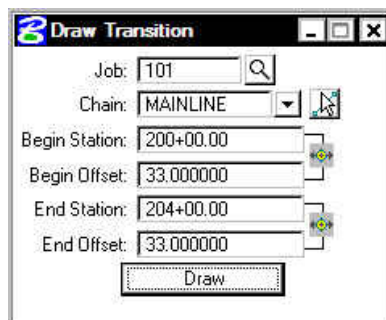 Draw Transition
Job: 101
Chain: MAINLINE
Begin Station: 200+00.00
Begin Offset: 33.000000
End Station: 204+00.00
End Offset: 33.000000
Draw